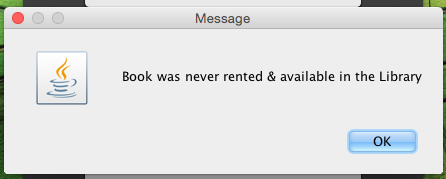 Message
Book was never rented & available in the Library
OK